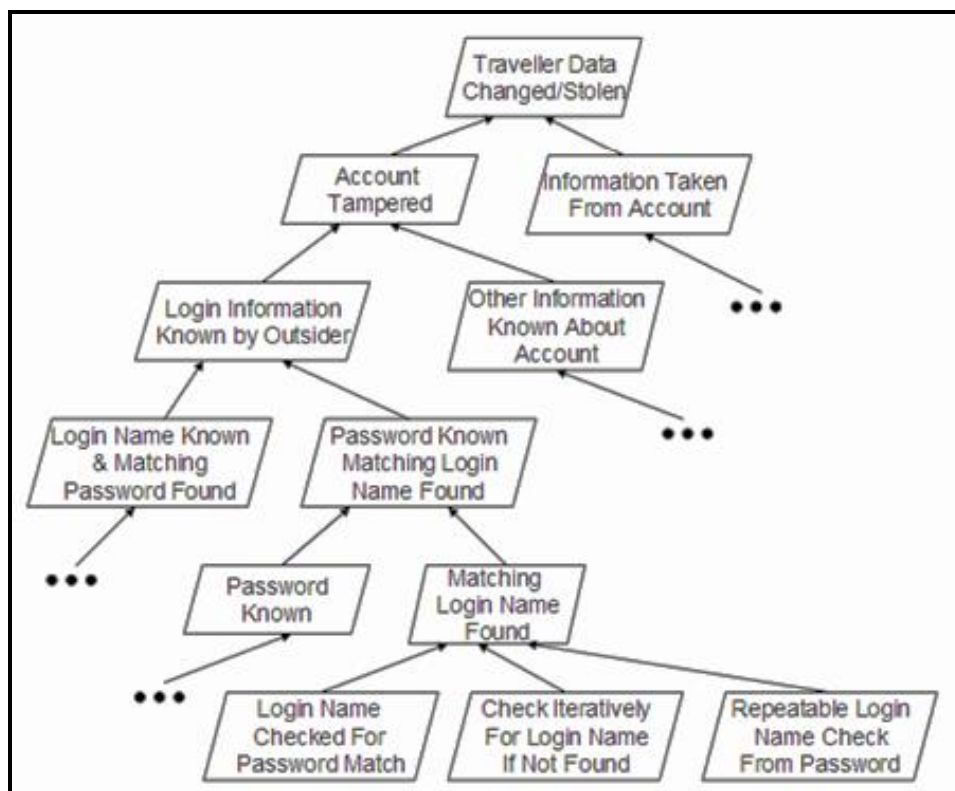 Traveller Data
Changed/Stolen
Account
Tampered
Information Taken
From Account
Login Information
Known by Outsider
Other Information
Known About
Account
Login Name Known
& Matching
Password Found
Password Known
Matching Login
Name Found
Password
Known
Matching
Login Name
Found
Login Name
Checked For
Password Match
Check Iteratively
For Login Name
If Not Found
Repeatable Login
Name Check
From Password